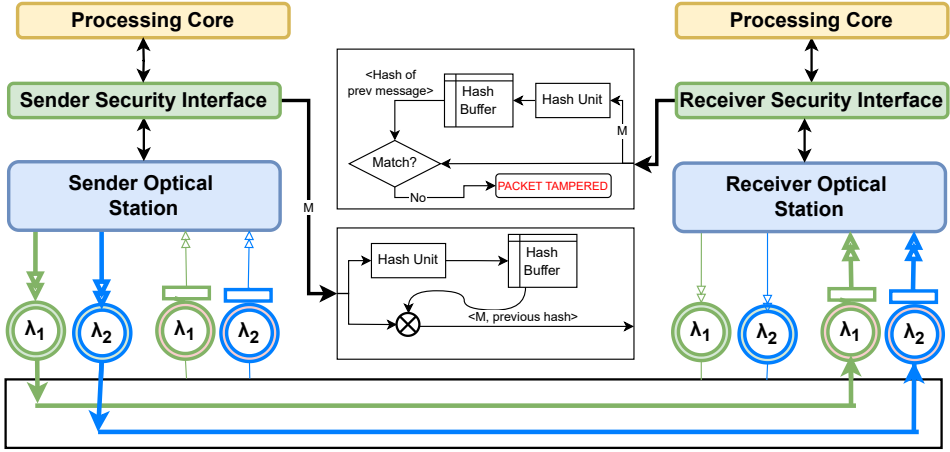 Processing Core
Processing Core
Sender Security Interface
Receiver Security Interface
<Hash of
prev message>
Hash
Buffer
Hash Unit
M
Match?
No
PACKET TAMPERED
Sender Optical
Station
Receiver Optical
Station
M
Hash Unit
Hash
Buffer
<M, previous hash>
λ1
λ2
λ1
λ2
λ1
λ2
λ1
λ2